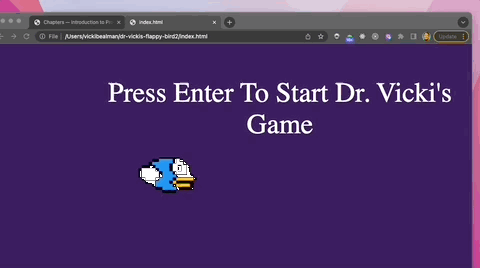 Chapters — Introduction to P
index.html
File /Users/vickibealman/dr-vickis-flappy-bird2/index.html
Update
Press Enter To Start Dr. Vicki's
Game